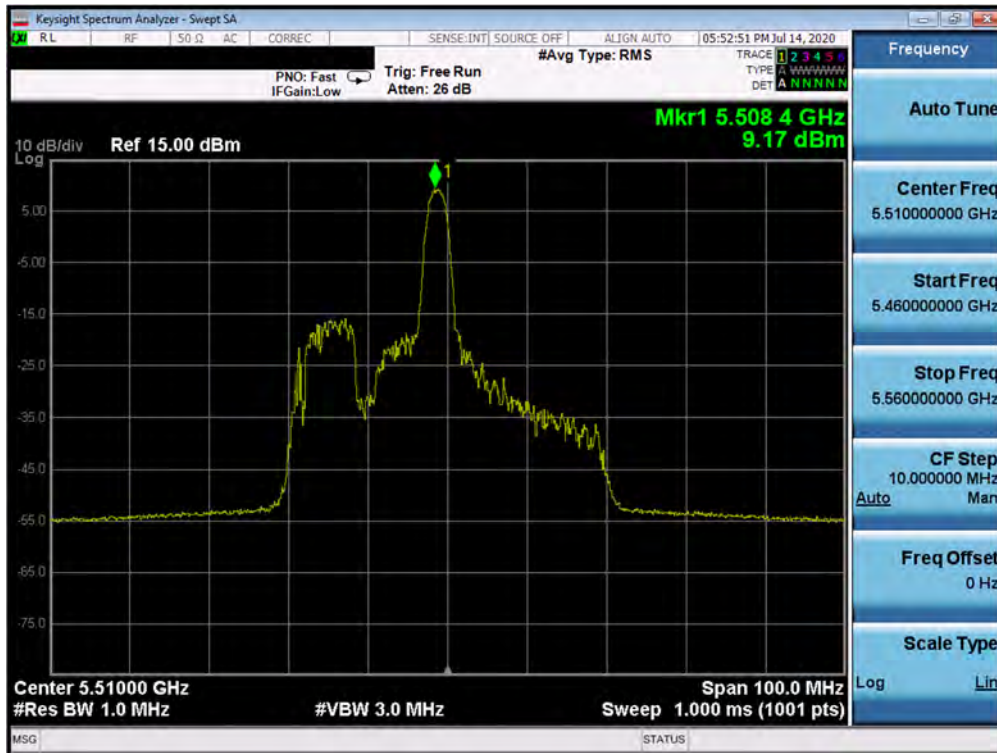 Keysight Spectrum Analyzer - Swept SA
RL RF 50 Ω AC CORREC SENSE:INT SOURCE OFF ALIGN AUTO 05:52:51 PM Jul 14, 2020
#Avg Type: RMS TRACE 1 2 3 4 5 6
PNO: Fast Trig: Free Run TYPE A WWWWW
IFGain:Low Atten: 26 dB DET A N N N N N
Mkr1 5.508 4 GHz
9.17 dBm
10 dB/div Ref 15.00 dBm
Log
1
5.00
-5.00
-15.0
-25.0
-35.0
-45.0
-55.0
-65.0
-75.0
Center 5.51000 GHz Span 100.0 MHz
#Res BW 1.0 MHz #VBW 3.0 MHz Sweep 1.000 ms (1001 pts)
MSG STATUS
Frequency
Auto Tune
Center Freq
5.510000000 GHz
Start Freq
5.460000000 GHz
Stop Freq
5.560000000 GHz
CF Step
10.000000 MHz
Auto Man
Freq Offset
0 Hz
Scale Type
Log Lin